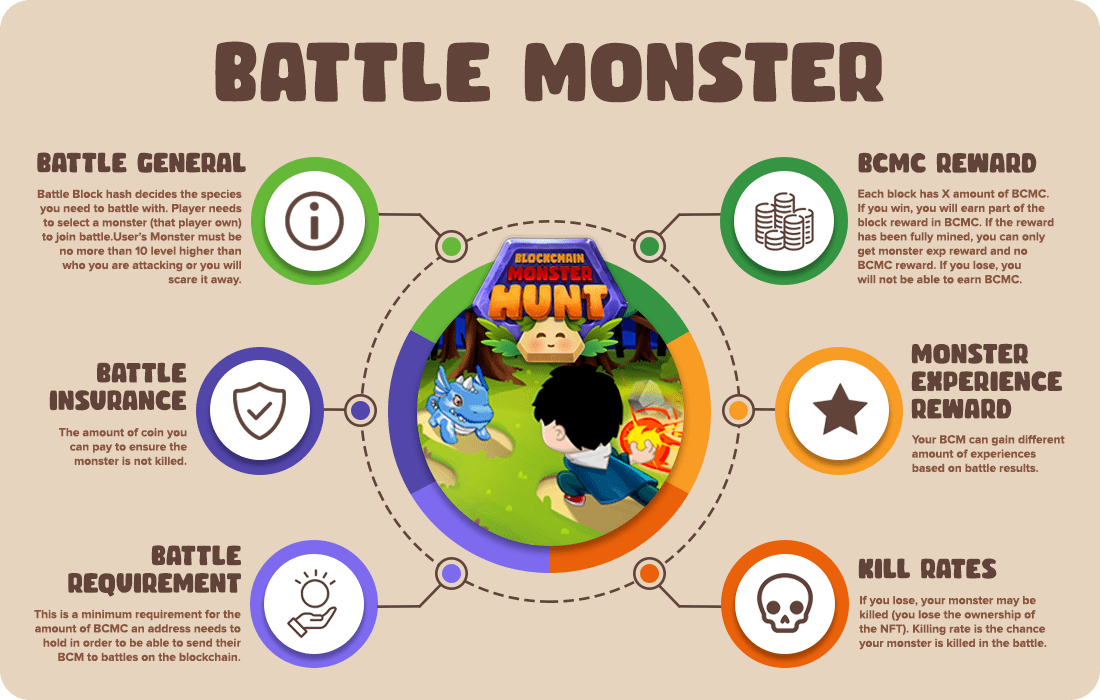 BATTLE MONSTER
BATTLE GENERAL
Battle Block hash decides the species
you need to battle with. Player needs
to select a monster (that player own)
to join battle.User's Monster must be
no more than 10 level higher than
who you are attacking or you will
scare it away.
BATTLE
INSURANCE
The amount of coin you
can pay to ensure the
monster is not killed.
BATTLE
REQUIREMENT
This is a minimum requirement for the
amount of BCMC an address needs to
hold in order to be able to send their
BCM to battles on the blockchain.
BLOCKCHAIN
MONSTER
HUNT
BCMC REWARD
Each block has X amount of BCMC.
If you win, you will earn part of the
block reward in BCMC. If the reward
has been fully mined, you can only
get monster exp reward and no
BCMC reward. If you lose, you
will not be able to earn BCMC.
MONSTER
EXPERIENCE
REWARD
Your BCM can gain different
amount of experiences
based on battle results.
KILL RATES
If you lose, your monster may be
killed (you lose the ownership of
the NFT). Killing rate is the chance
your monster is killed in the battle.